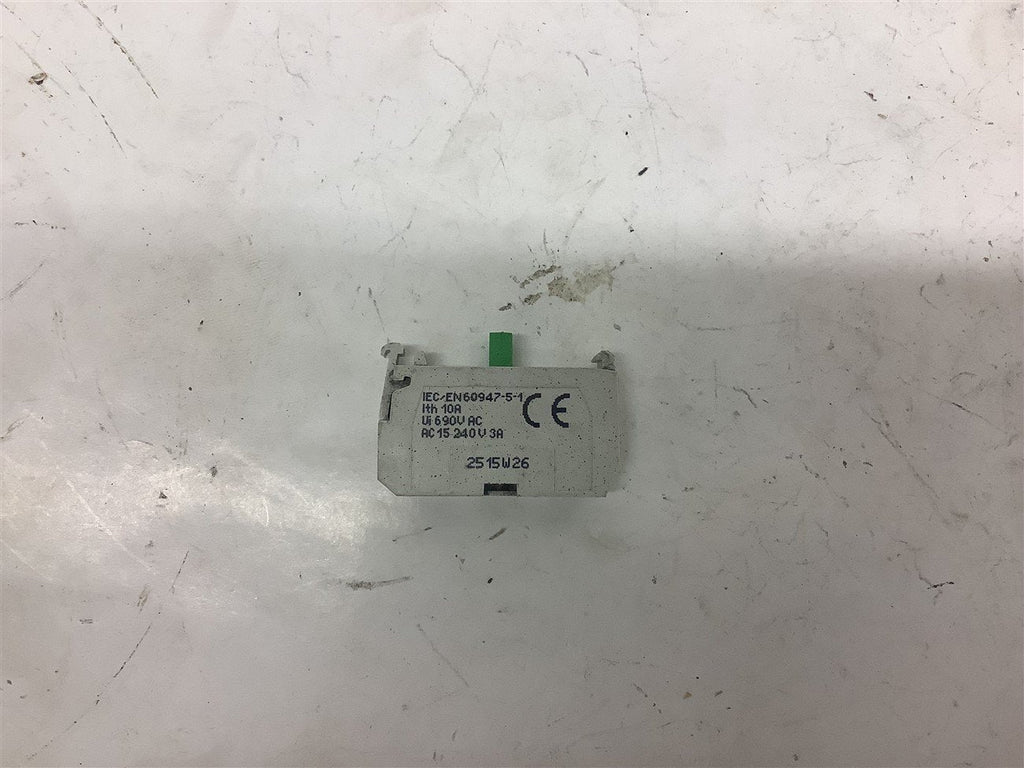 IEC/EN60947-5-1
Ith 10A
Ui 690V AC
AC15 240V 3A
CE
2515W26